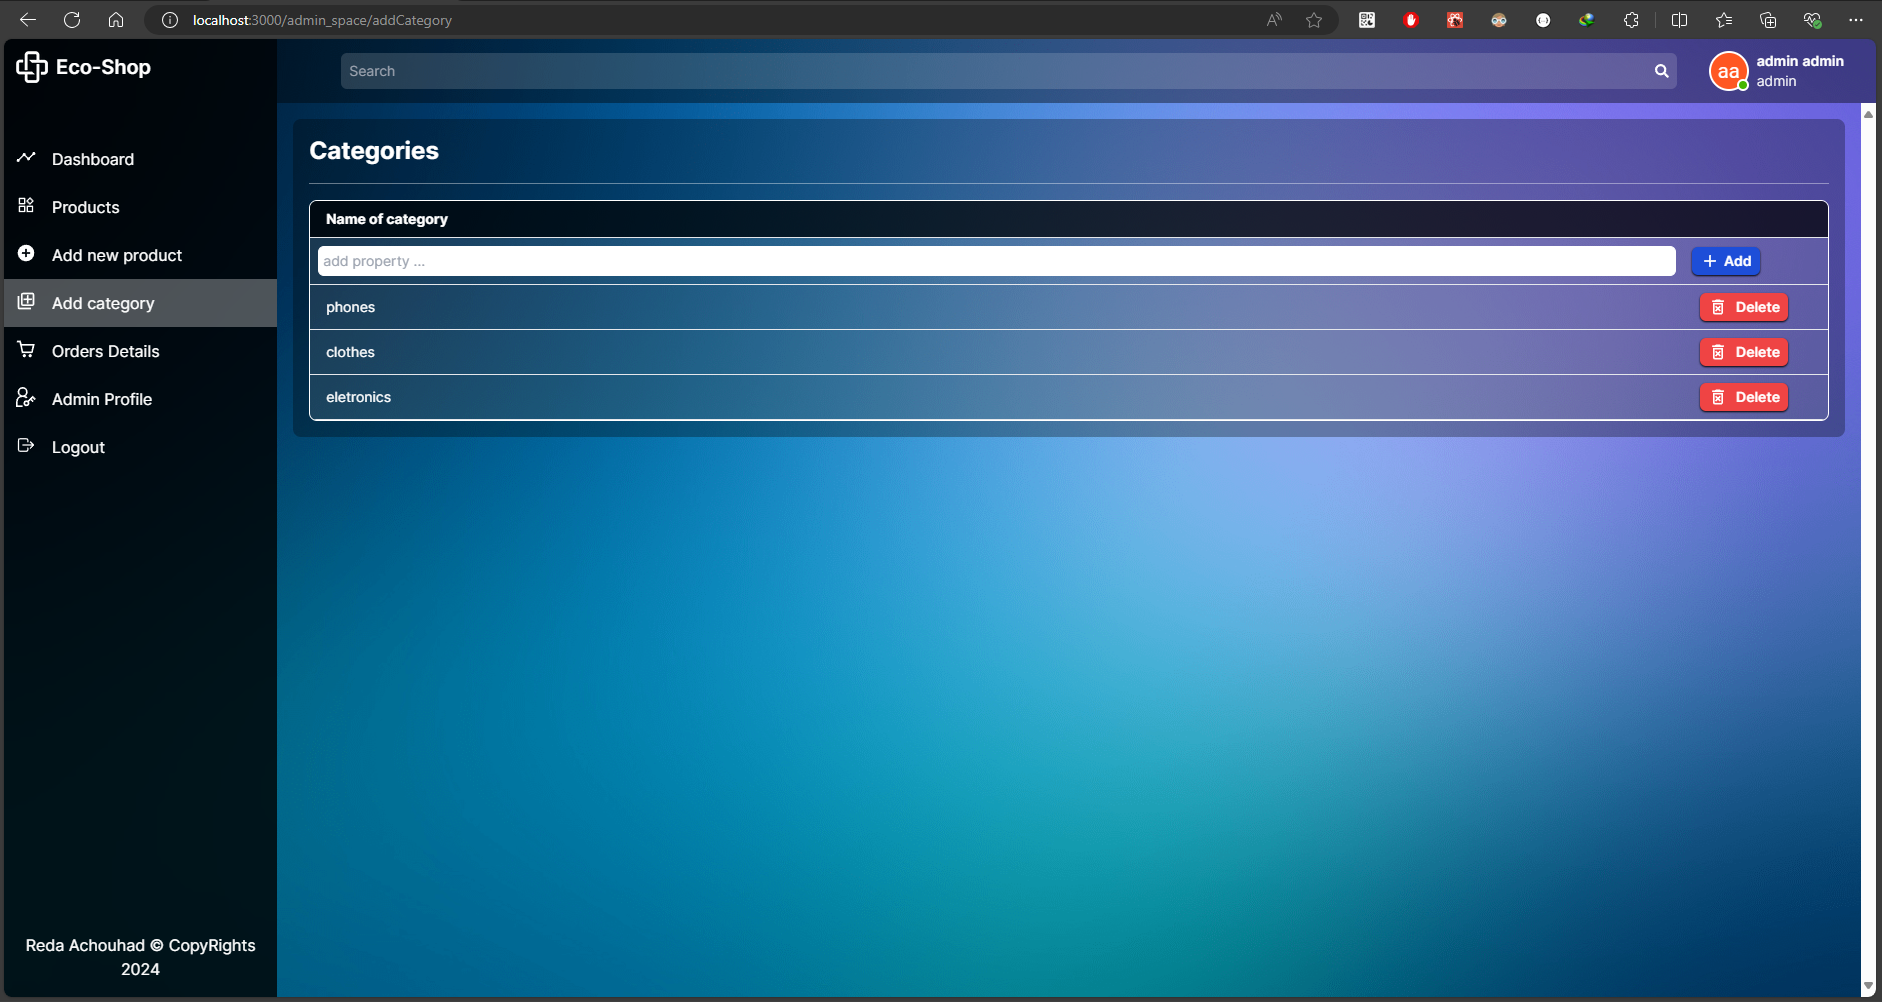 localhost:3000/admin_space/addCategory
Eco-Shop
Search
aa
admin admin
admin
Dashboard
Products
Add new product
Add category
Orders Details
Admin Profile
Logout
Categories
Name of category
add property ...
Add
phones
Delete
clothes
Delete
eletronics
Delete
Reda Achouhad © CopyRights
2024